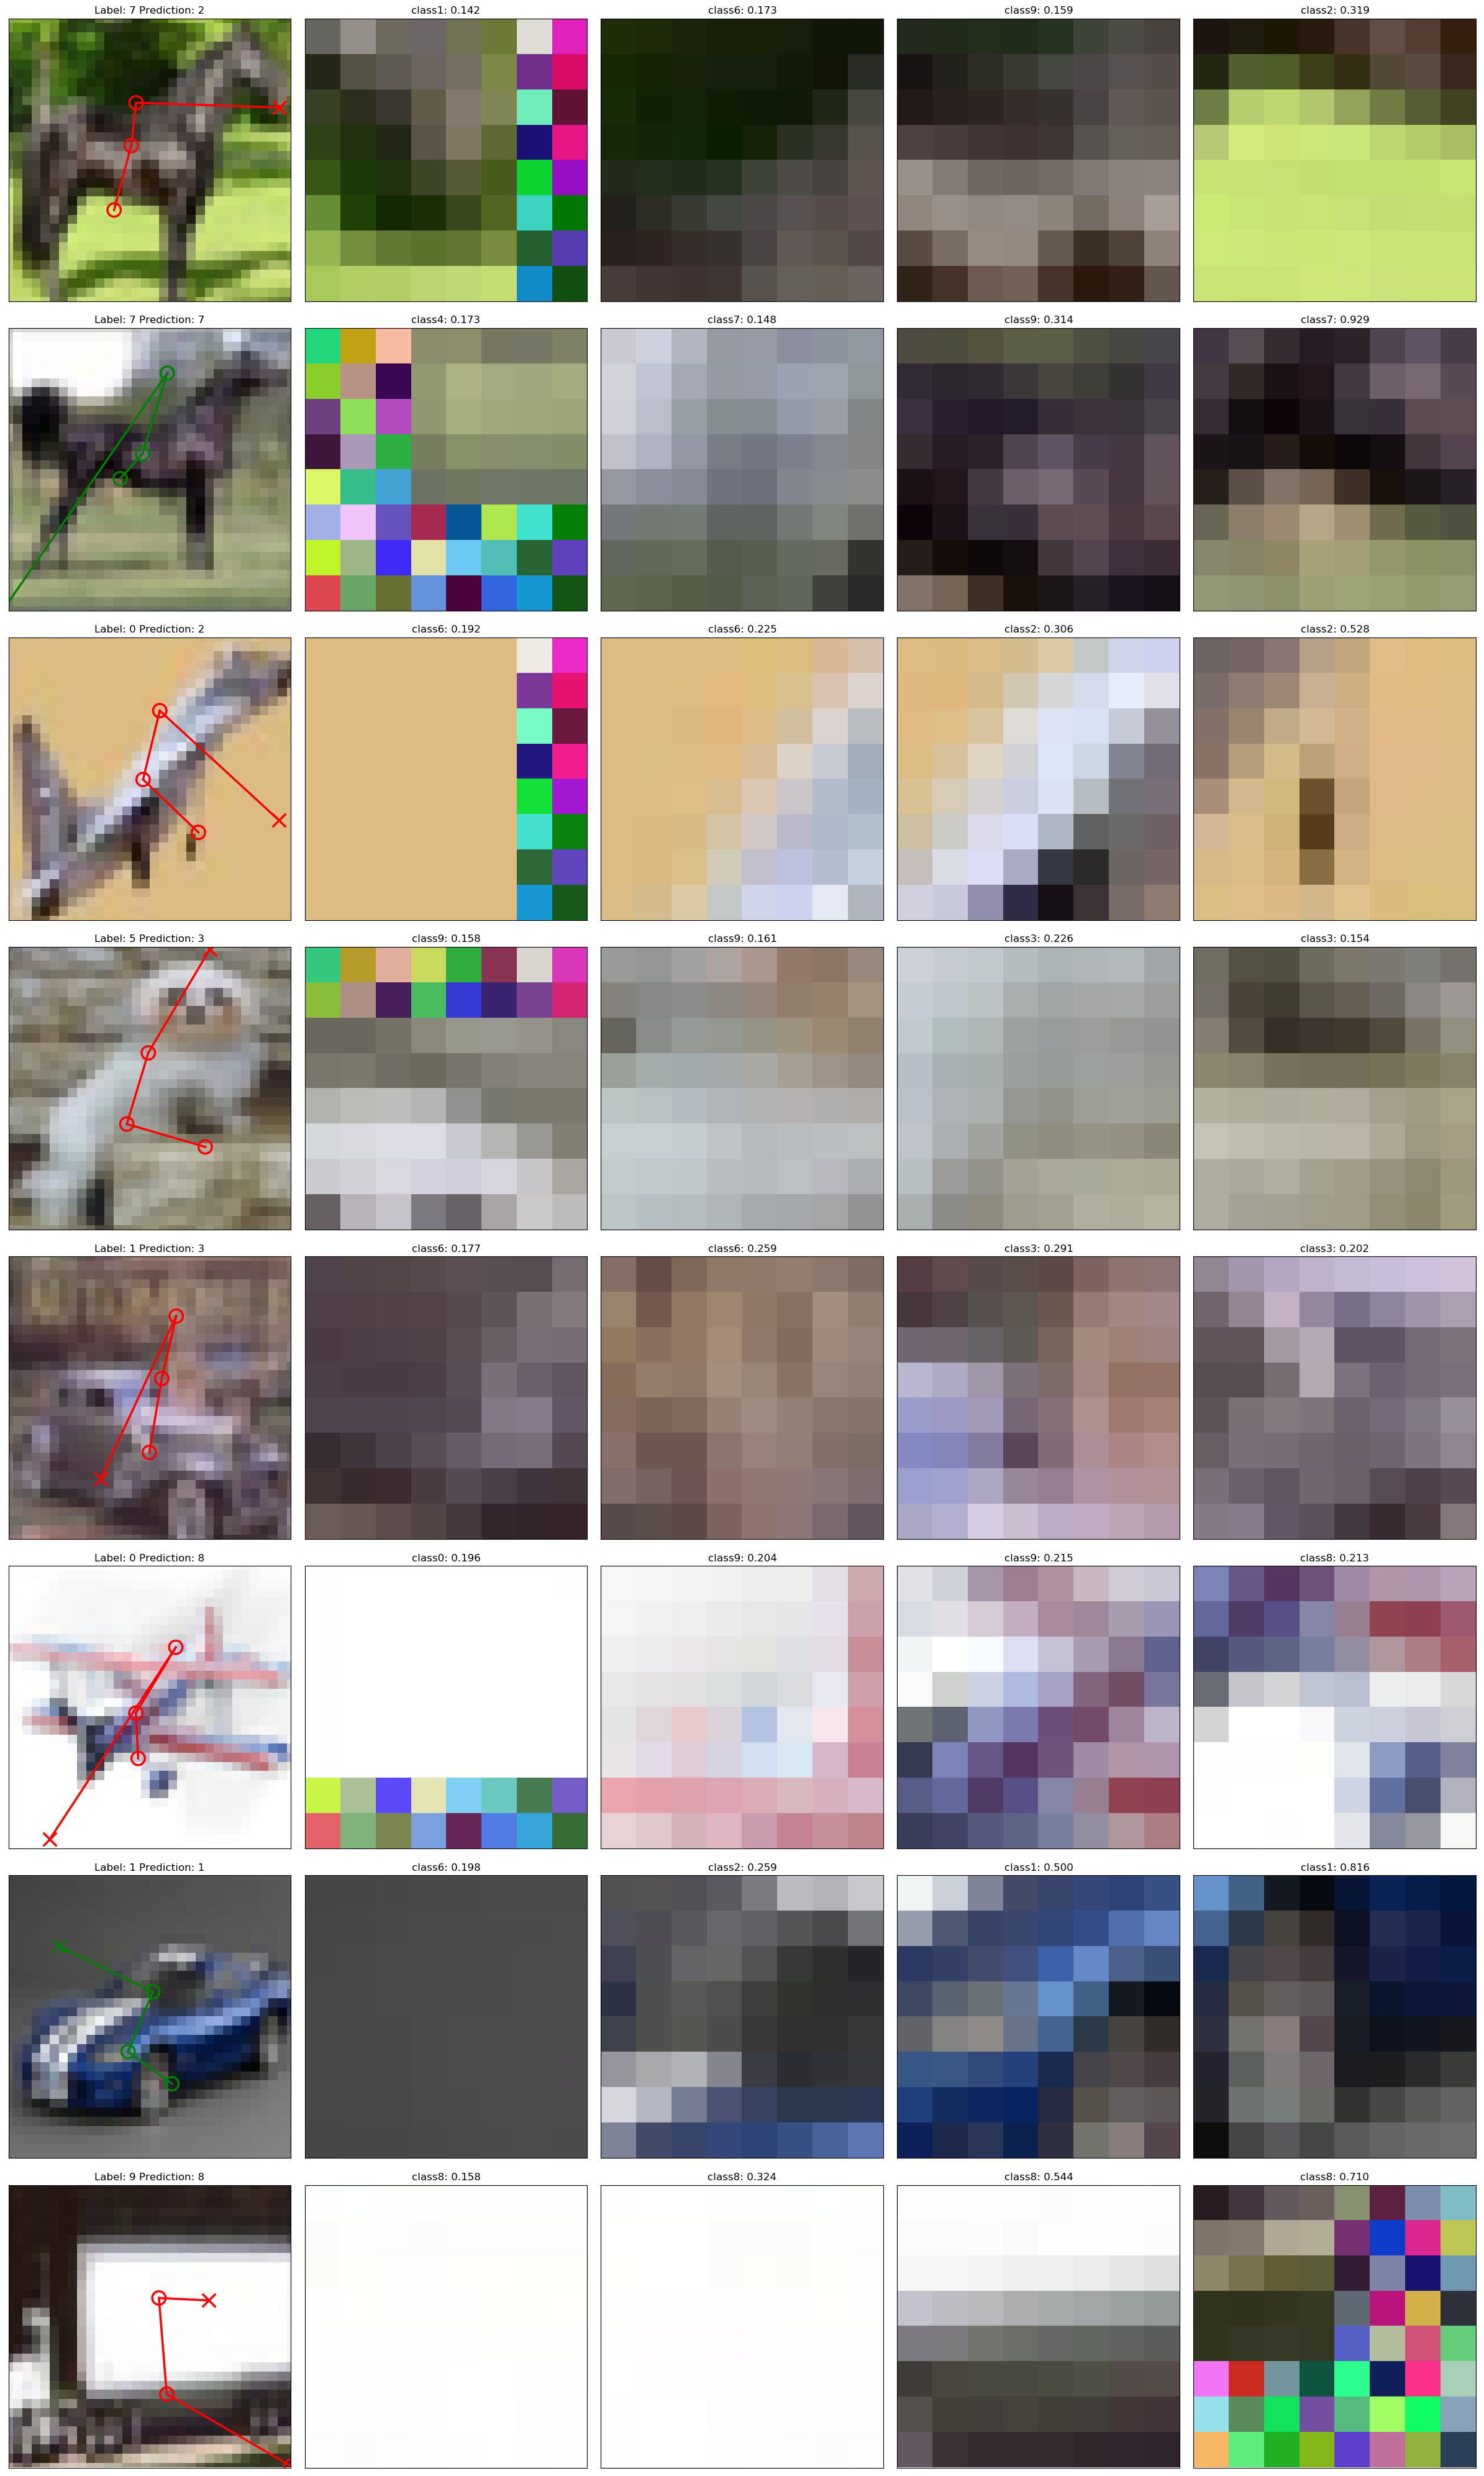 Label: 7 Prediction: 2 class1: 0.142 class6: 0.173 class9: 0.159 class2: 0.319
Label: 7 Prediction: 7 class4: 0.173 class7: 0.148 class9: 0.314 class7: 0.929
Label: 0 Prediction: 2 class6: 0.192 class6: 0.225 class2: 0.306 class2: 0.528
Label: 5 Prediction: 3 class9: 0.158 class9: 0.161 class3: 0.226 class3: 0.154
Label: 1 Prediction: 3 class6: 0.177 class6: 0.259 class3: 0.291 class3: 0.202
Label: 0 Prediction: 8 class0: 0.196 class9: 0.204 class9: 0.215 class8: 0.213
Label: 1 Prediction: 1 class6: 0.198 class2: 0.259 class1: 0.500 class1: 0.816
Label: 9 Prediction: 8 class8: 0.158 class8: 0.324 class8: 0.544 class8: 0.710